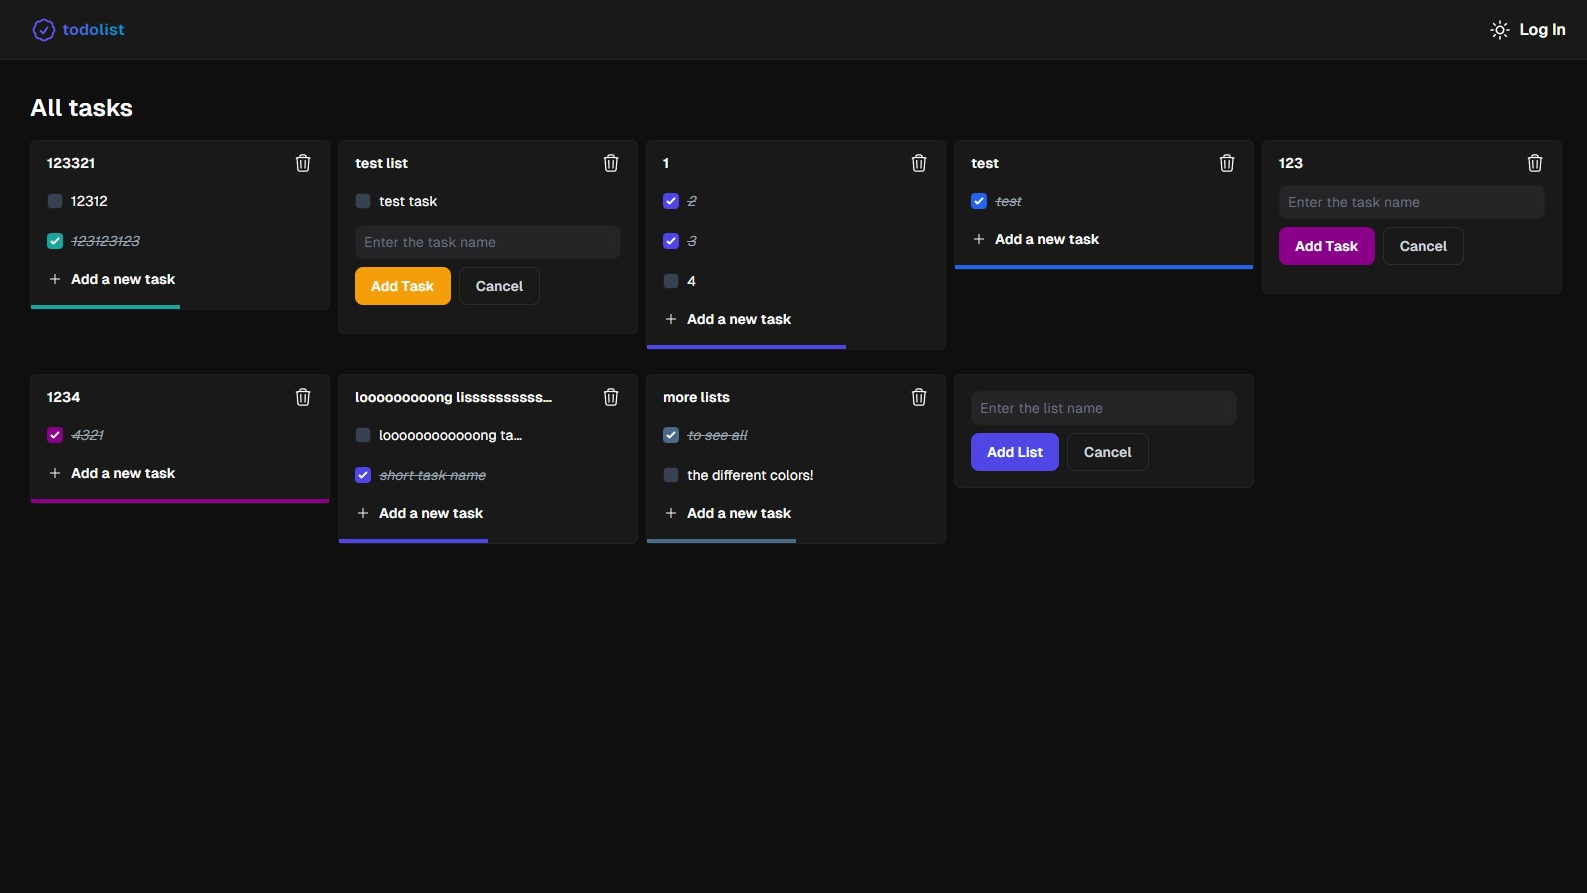 todolist
Log In
All tasks
123321
12312
123123123
Add a new task
test list
test task
Enter the task name
Add Task
Cancel
1
2
3
4
Add a new task
test
test
Add a new task
123
Enter the task name
Add Task
Cancel
1234
4321
Add a new task
looooooooong lissssssssss...
looooooooooong ta...
short task name
Add a new task
more lists
to see all
the different colors!
Add a new task
Enter the list name
Add List
Cancel